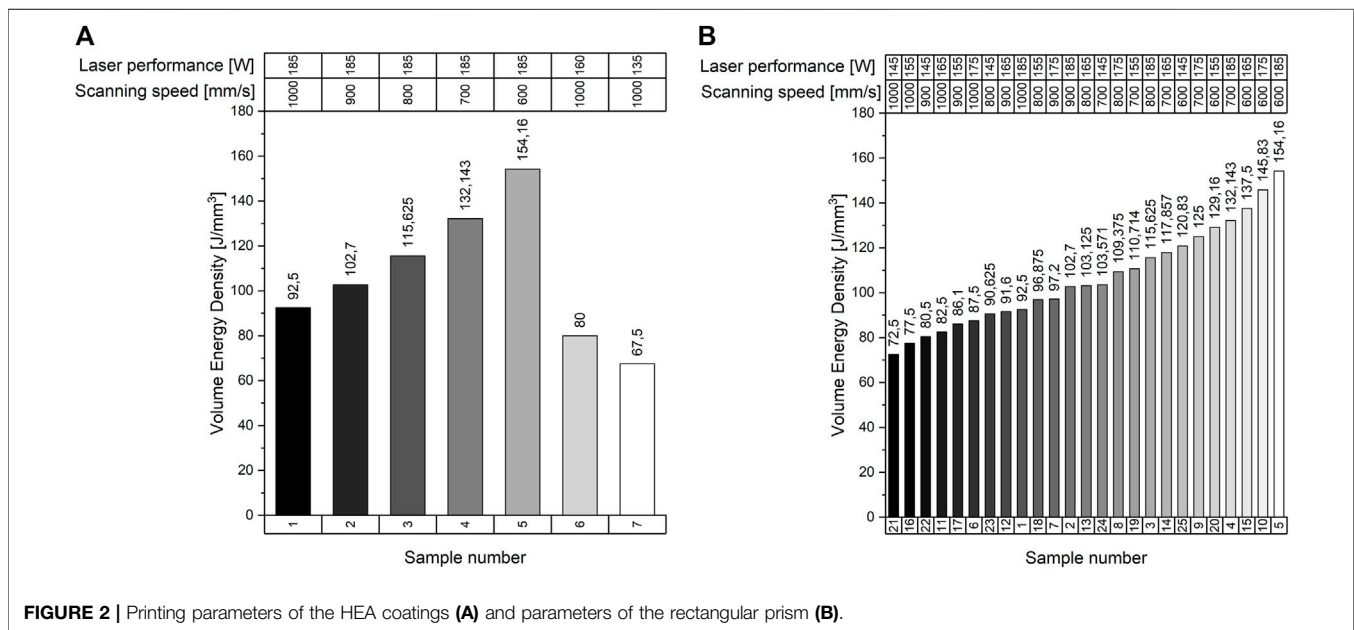 A
Laser performance [W] 185 185 185 185 185 160 135
Scanning speed [mm/s] 1000 900 800 700 600 1000 1000
Volume Energy Density [J/mm³]
180
160
140
120
100
80
60
40
20
0
92,5 102,7 115,625 132,143 154,16 80 67,5
1 2 3 4 5 6 7
Sample number
B
Laser performance [W] 145 155 145 165 155 175 145 165 185 155 175 185 165 145 175 155 185 165 145 175 155 185 165 175 185
Scanning speed [mm/s] 1000 1000 900 1000 900 1000 800 900 1000 800 900 900 800 700 800 700 800 700 600 700 600 700 600 600 600
Volume Energy Density [J/mm³]
180
160
140
120
100
80
60
40
20
0
72,5 77,5 80,5 82,5 86,1 87,5 90,625 91,6 92,5 96,875 97,2 102,7 103,125 103,571 109,375 110,714 115,625 117,857 120,83 125 129,16 132,143 137,5 145,83 154,16
21 16 22 11 17 6 23 12 1 18 7 2 13 24 8 19 3 14 25 9 20 4 15 10 5
Sample number
FIGURE 2 | Printing parameters of the HEA coatings (A) and parameters of the rectangular prism (B).